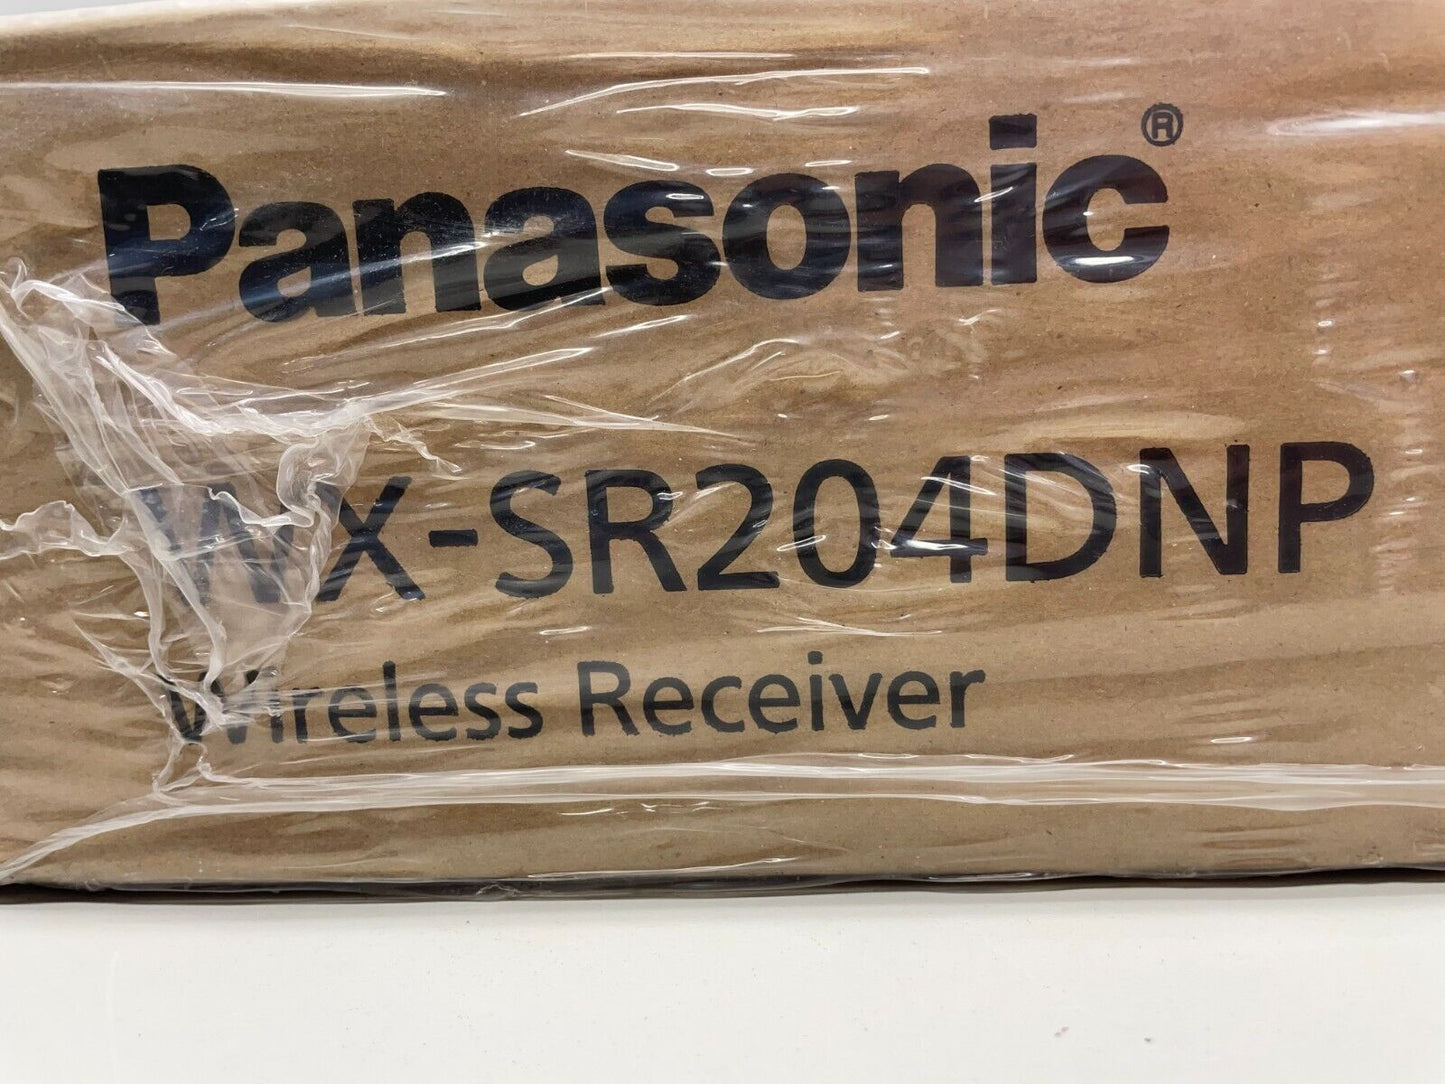 Panasonic®
WX-SR204DNP
Wireless Receiver